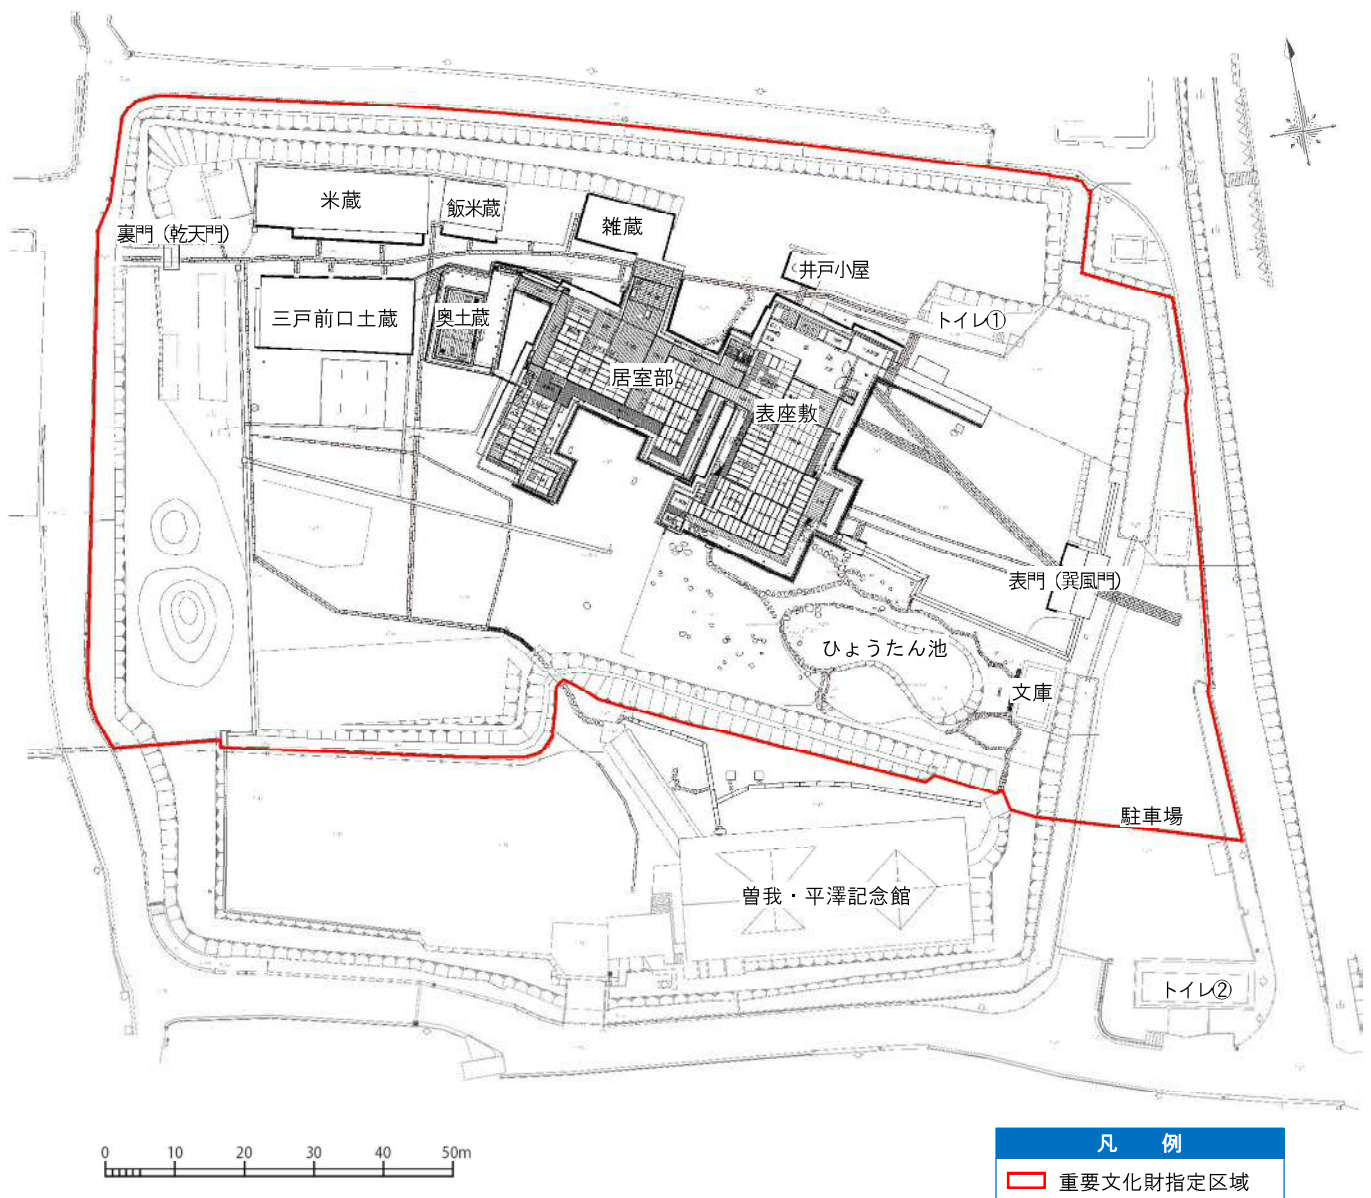 米蔵
飯米蔵
雑蔵
裏門（乾天門）
井戸小屋
三戸前口土蔵
奥土蔵
トイレ①
居室部
表座敷
表門（巽風門）
ひょうたん池
文庫
駐車場
曽我・平澤記念館
トイレ②
0 10 20 30 40 50m
凡 例
重要文化財指定区域